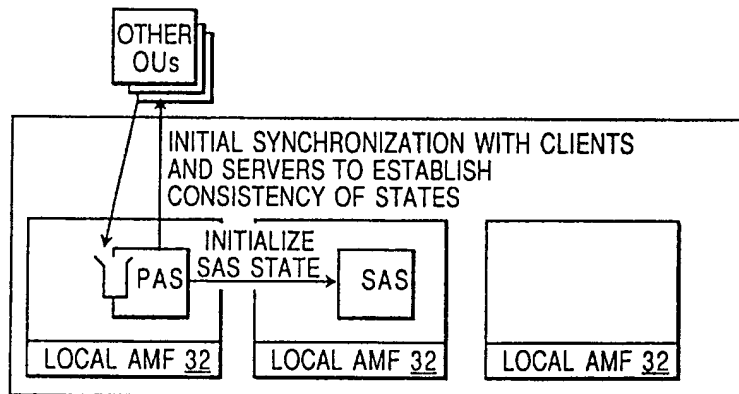 OTHER
OUs
INITIAL SYNCHRONIZATION WITH CLIENTS
AND SERVERS TO ESTABLISH
CONSISTENCY OF STATES
INITIALIZE
SAS STATE
PAS
SAS
LOCAL AMF 32
LOCAL AMF 32
LOCAL AMF 32